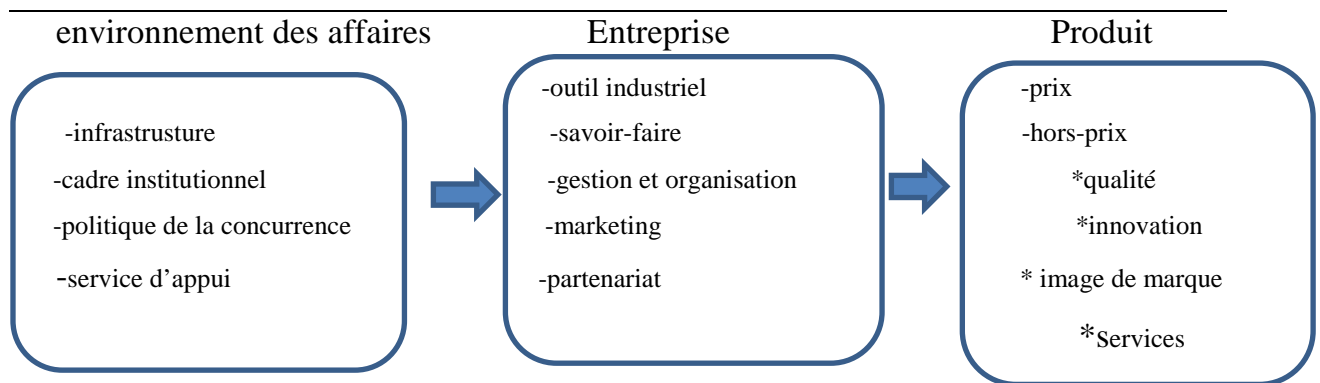 environnement des affaires
-infrastrusture
-cadre institutionnel
-politique de la concurrence
-service d'appui
Entreprise
-outil industriel
-savoir-faire
-gestion et organisation
-marketing
-partenariat
Produit
-prix
-hors-prix
*qualité
*innovation
* image de marque
*Services